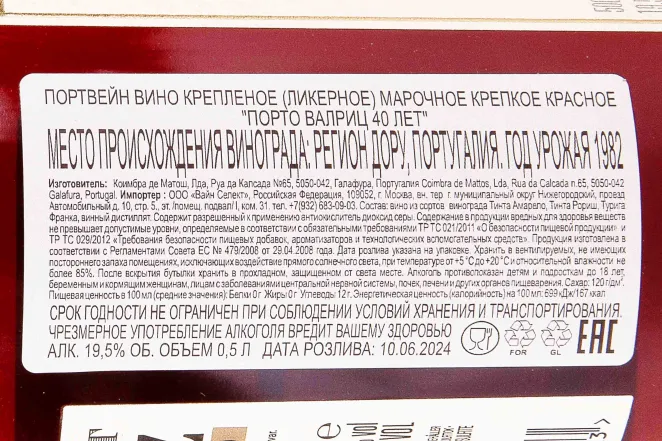 ПОРТВЕЙН ВИНО КРЕПЛЕНОЕ (ЛИКЕРНОЕ) МАРОЧНОЕ КРЕПКОЕ КРАСНОЕ
"ПОРТО ВАЛРИЦ 40 ЛЕТ"
МЕСТО ПРОИСХОЖДЕНИЯ ВИНОГРАДА: РЕГИОН ДОРУ, ПОРТУГАЛИЯ. ГОД УРОЖАЯ 1982
Изготовитель: Коимбра де Матош, Лда, Руа да Калсада №65, 5050-042, Галафура, Португалия Coimbra de Mattos, Lda, Rua da Calcada n.65, 5050-042
Galafura, Portugal. Импортер: ООО «Вайн Селект», Российская Федерация, 109052, г. Москва, вн. тер. г. муниципальный округ Нижегородский, проезд
Автомобильный д. 10, стр. 5, эт. /помещ. подвал/I, ком. 31. тел. +7(932) 683-09-03. Состав: вино из сортов винограда Тинта Амарело, Тинта Рориш, Турига
Франка, винный дистиллят. Содержит разрешенный к применению антиокислитель диоксид серы. Содержание в продукции вредных для здоровья веществ
не превышает допустимые уровни, определяемые в соответствии с обязательными требованиями ТР ТС 021/2011 «О безопасности пищевой продукции» и
ТР ТС 029/2012 «Требования безопасности пищевых добавок, ароматизаторов и технологических вспомогательных средств». Продукция изготовлена в
соответствии с Регламентом Совета ЕС № 479/2008 от 29.04.2008 года. Дата розлива указана на упаковке. Хранить в вентилируемых, не имеющих
постороннего запаха помещениях, исключающих воздействие прямого солнечного света, при температуре от +5 °С до +20 °С и относительной влажности не
более 85%. После вскрытия бутылки хранить в прохладном, защищенном от света месте. Алкоголь противопоказан детям и подросткам до 18 лет,
беременным и кормящим женщинам, лицам с заболеваниями центральной нервной системы, почек, печени и других органов пищеварения. Сахар: 120 г/дм³.
Пищевая ценность в 100 мл (средние значения): Белки 0 г Жиры 0 г Углеводы 12 г. Энергетическая ценность (калорийность) на 100 мл: 699 кДж/167 ккал
СРОК ГОДНОСТИ НЕ ОГРАНИЧЕН ПРИ СОБЛЮДЕНИИ УСЛОВИЙ ХРАНЕНИЯ И ТРАНСПОРТИРОВАНИЯ.
ЧРЕЗМЕРНОЕ УПОТРЕБЛЕНИЕ АЛКОГОЛЯ ВРЕДИТ ВАШЕМУ ЗДОРОВЬЮ
АЛК. 19,5% ОБ. ОБЪЕМ 0,5 Л ДАТА РОЗЛИВА: 10.06.2024
FOR GL EAC